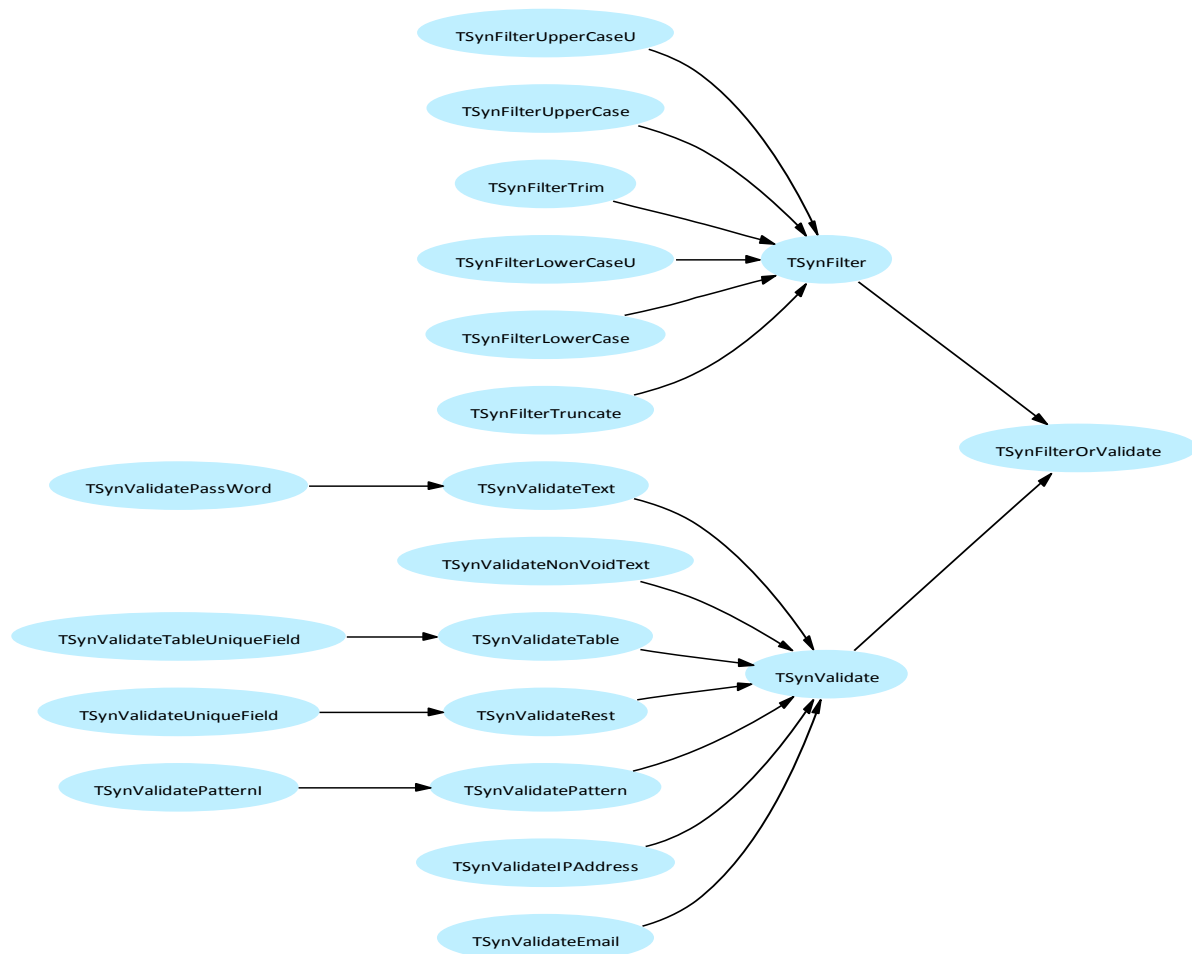 TSynFilterUpperCaseU
TSynFilterUpperCase
TSynFilterTrim
TSynFilterLowerCaseU
TSynFilter
TSynFilterLowerCase
TSynFilterTruncate
TSynFilterOrValidate
TSynValidatePassWord
TSynValidateText
TSynValidateNonVoidText
TSynValidateTableUniqueField
TSynValidateTable
TSynValidate
TSynValidateUniqueField
TSynValidateRest
TSynValidatePatternI
TSynValidatePattern
TSynValidateIPAddress
TSynValidateEmail